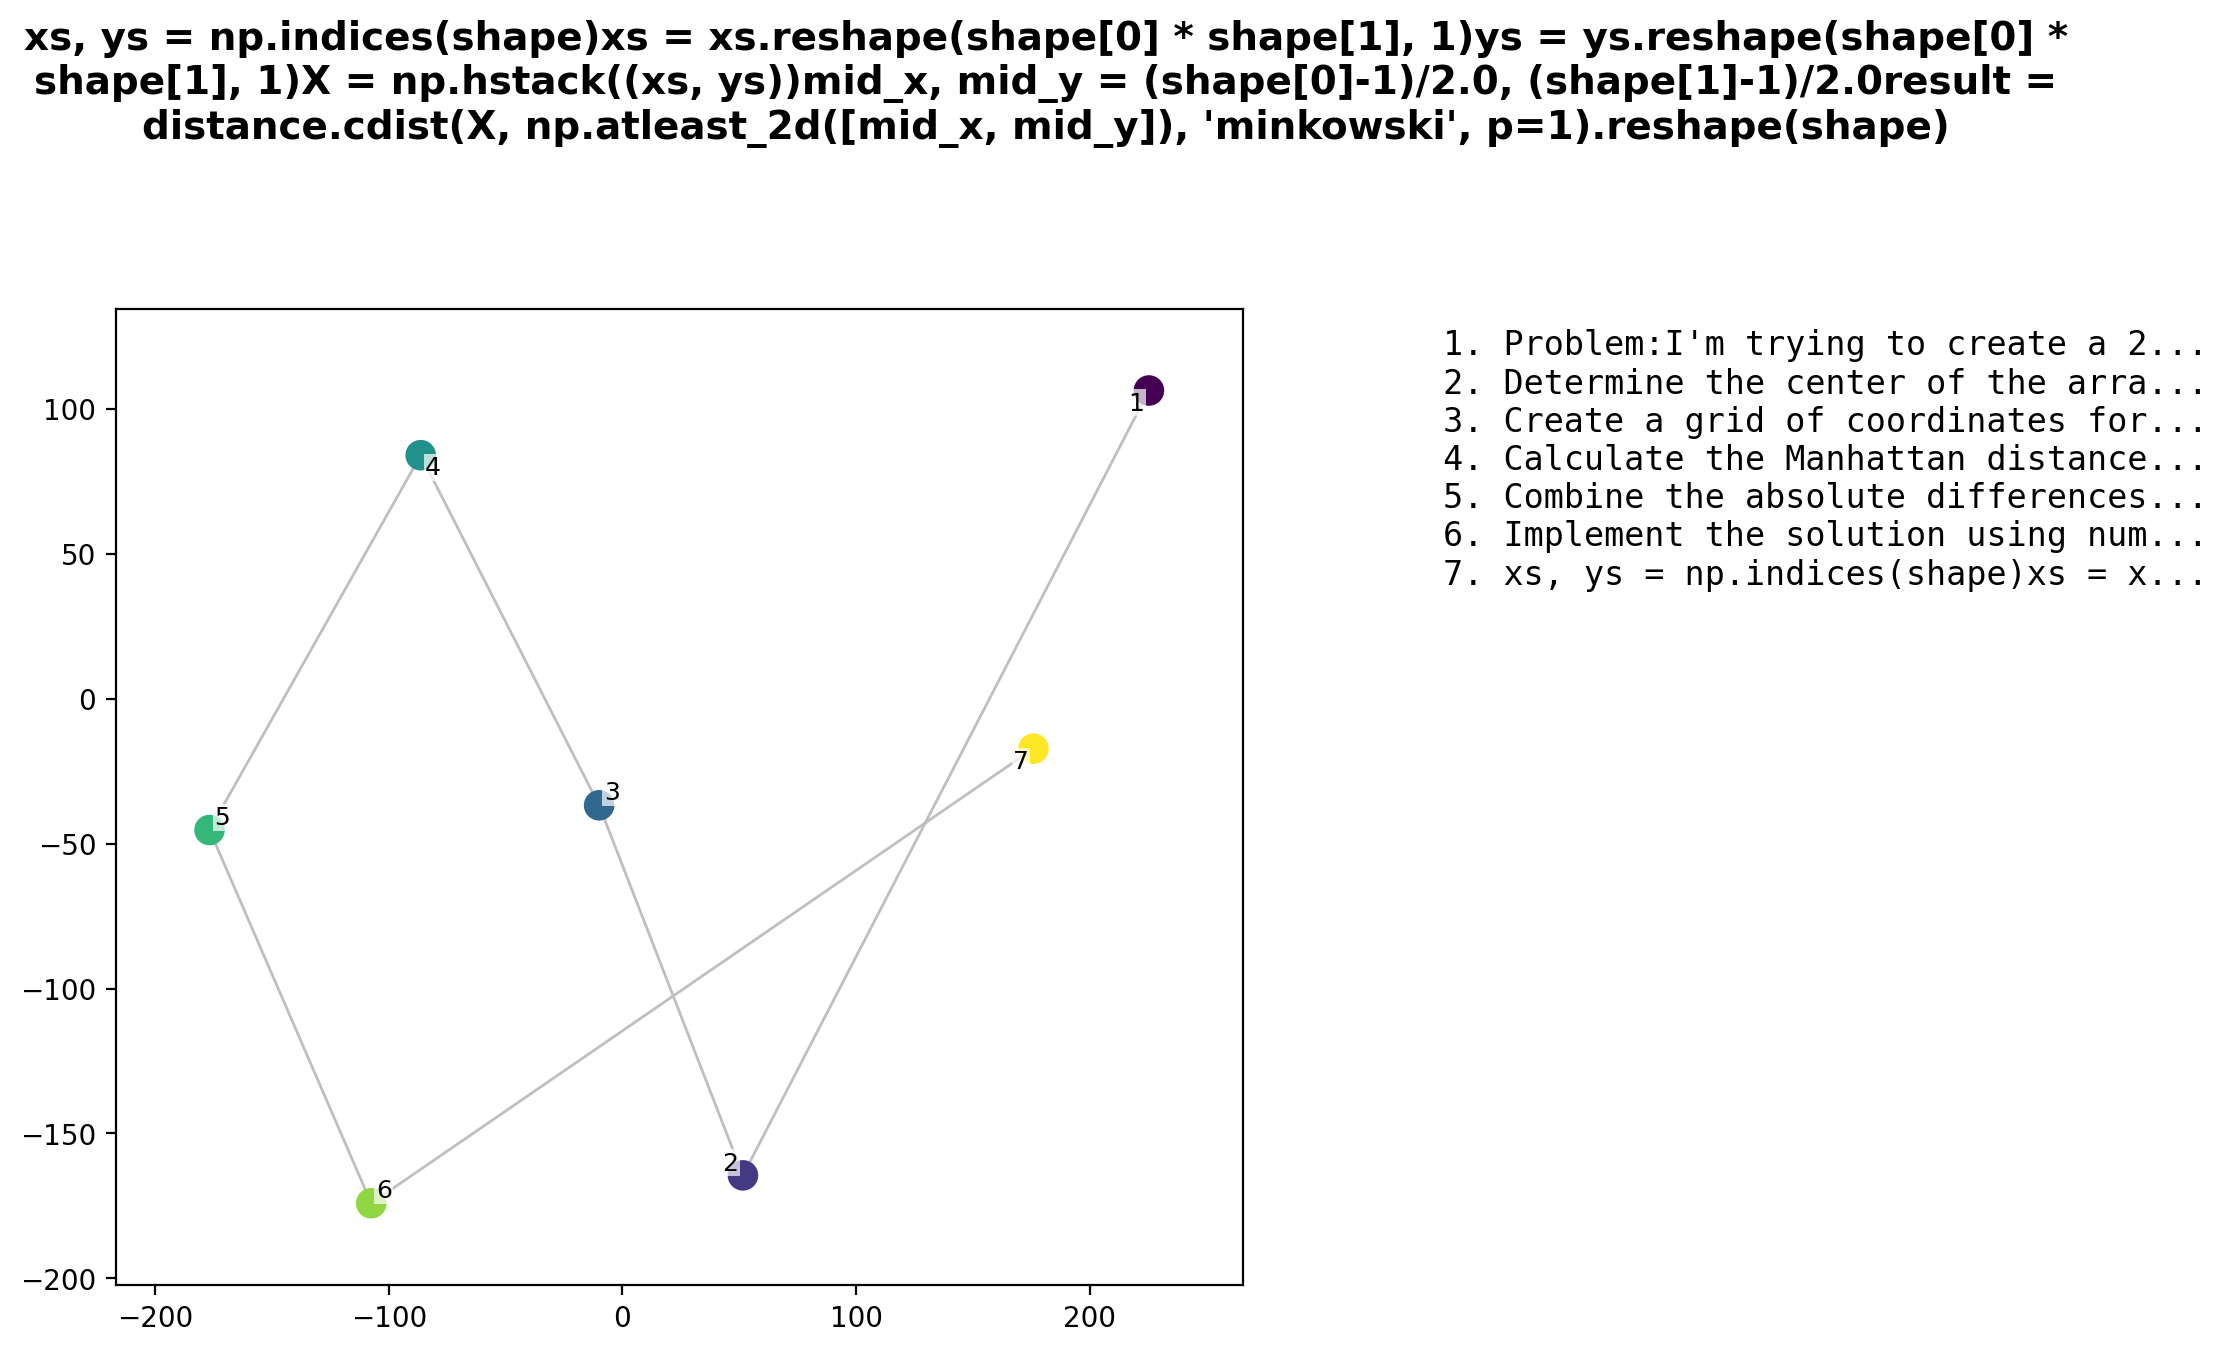 xs, ys = np.indices(shape)xs = xs.reshape(shape[0] * shape[1], 1)ys = ys.reshape(shape[0] *
shape[1], 1)X = np.hstack((xs, ys))mid_x, mid_y = (shape[0]-1)/2.0, (shape[1]-1)/2.0result =
distance.cdist(X, np.atleast_2d([mid_x, mid_y]), 'minkowski', p=1).reshape(shape)
100
50
0
−50
−100
−150
−200
−200 −100 0 100 200
1
4
7
3
5
2
6
1. Problem:I'm trying to create a 2...
2. Determine the center of the arra...
3. Create a grid of coordinates for...
4. Calculate the Manhattan distance...
5. Combine the absolute differences...
6. Implement the solution using num...
7. xs, ys = np.indices(shape)xs = x...